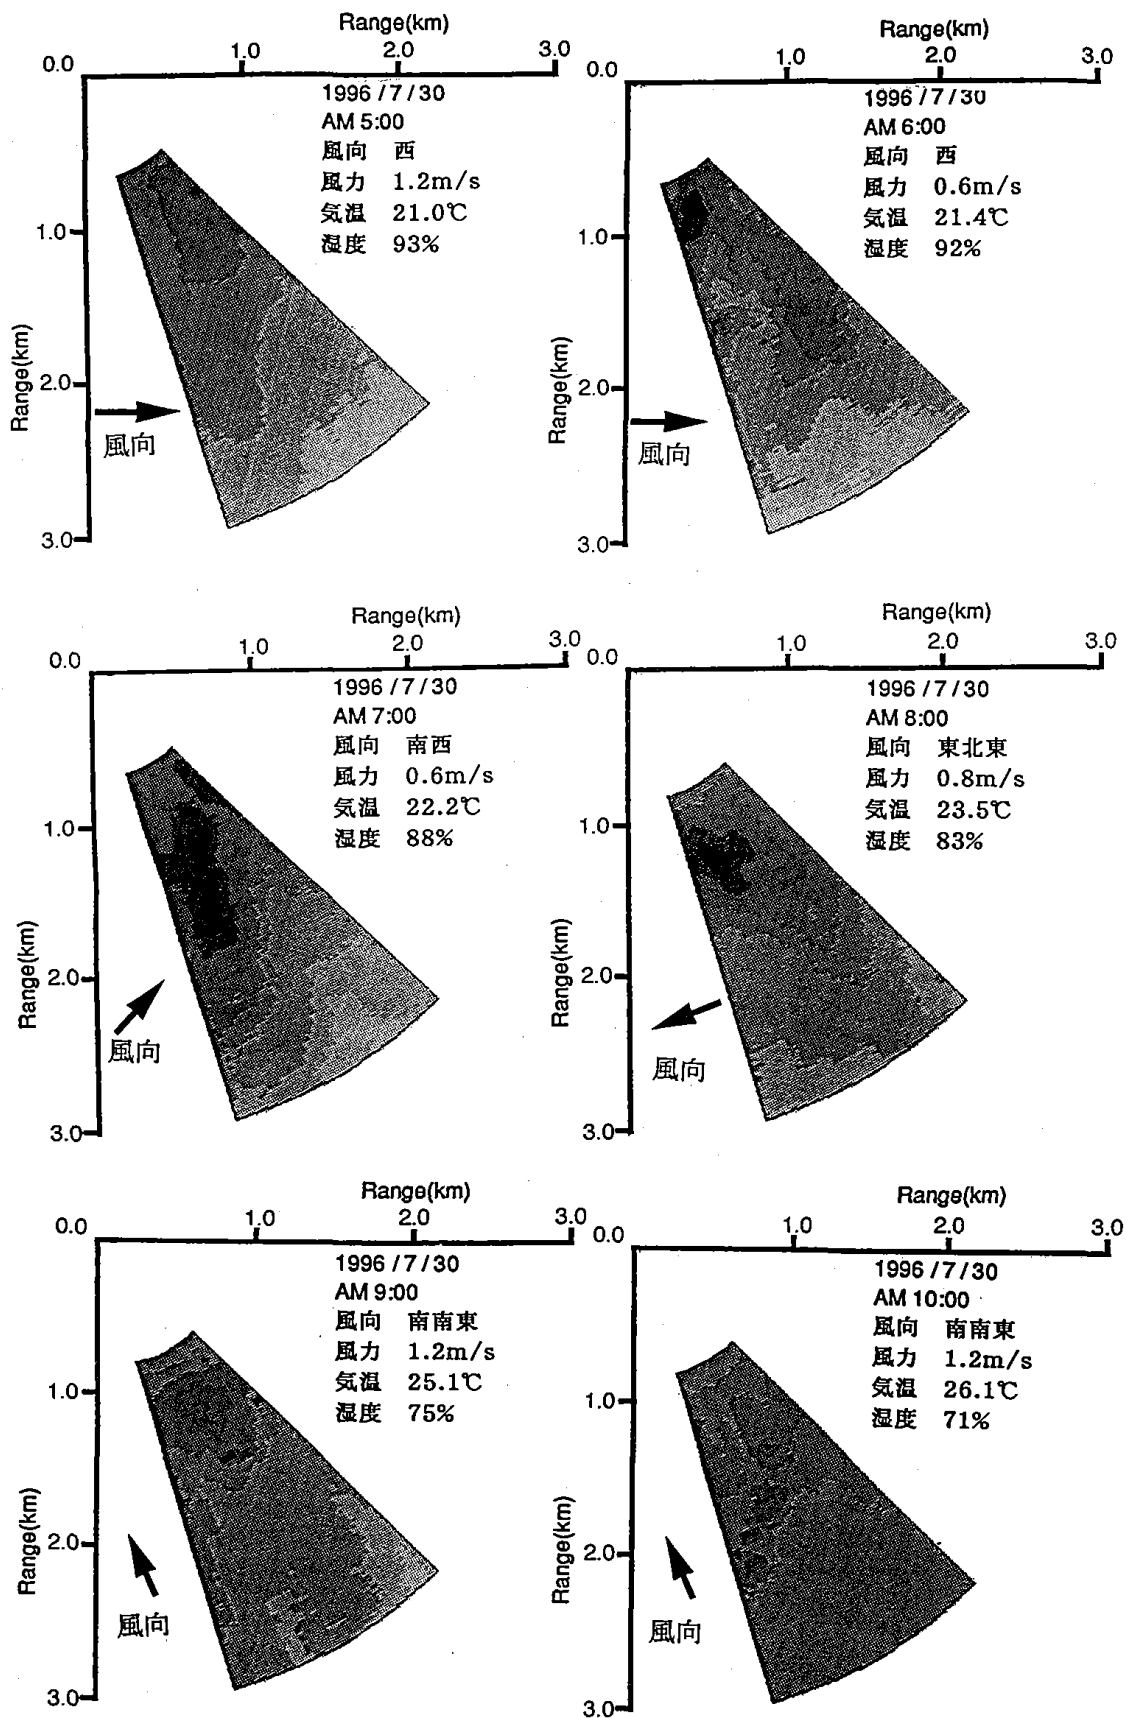 Range(km)
0.0 1.0 2.0 3.0
1996/7/30
AM 5:00
風向 西
風力 1.2m/s
気温 21.0℃
湿度 93%
1.0
Range(km)
2.0
風向
3.0
Range(km)
0.0 1.0 2.0 3.0
1996/7/30
AM 6:00
風向 西
風力 0.6m/s
気温 21.4℃
湿度 92%
1.0
Range(km)
2.0
風向
3.0
Range(km)
0.0 1.0 2.0 3.0
1996/7/30
AM 7:00
風向 南西
風力 0.6m/s
気温 22.2℃
湿度 88%
1.0
Range(km)
2.0
風向
3.0
Range(km)
0.0 1.0 2.0 3.0
1996/7/30
AM 8:00
風向 東北東
風力 0.8m/s
気温 23.5℃
湿度 83%
1.0
Range(km)
2.0
風向
3.0
Range(km)
0.0 1.0 2.0 3.0
1996/7/30
AM 9:00
風向 南南東
風力 1.2m/s
気温 25.1℃
湿度 75%
1.0
Range(km)
2.0
風向
3.0
Range(km)
0.0 1.0 2.0 3.0
1996/7/30
AM 10:00
風向 南南東
風力 1.2m/s
気温 26.1℃
湿度 71%
1.0
Range(km)
2.0
風向
3.0